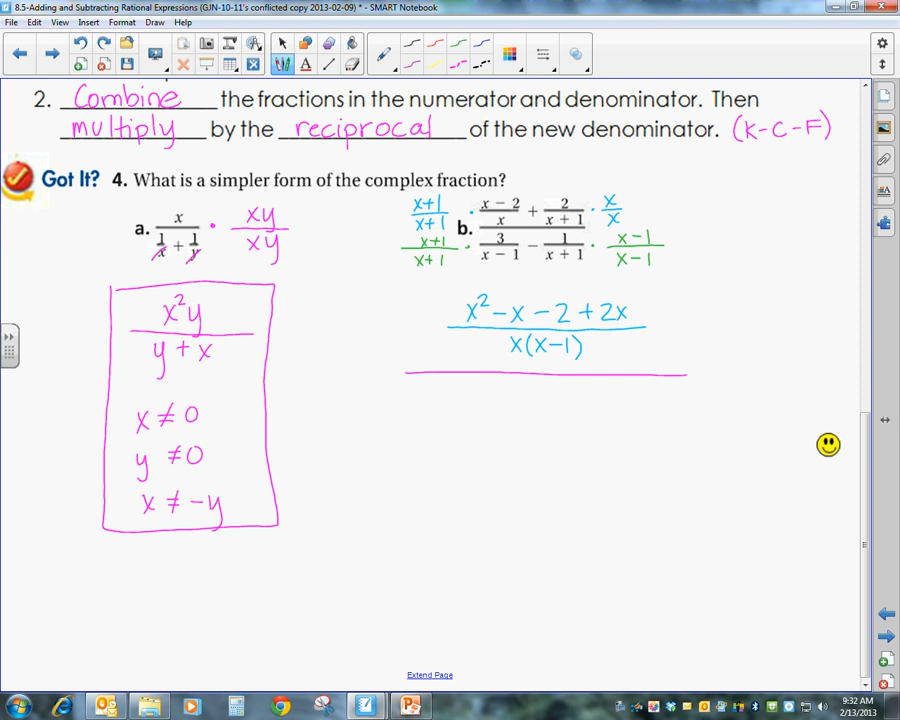 8.5-Adding and Subtracting Rational Expressions (GJN-10-11's conflicted copy 2013-02-09) * - SMART Notebook
File Edit View Insert Format Tools Add-ons Draw Help
2. Combine the fractions in the numerator and denominator. Then
multiply by the reciprocal of the new denominator. (K-C-F)
Got It? 4. What is a simpler form of the complex fraction?
a. x / (1/x + 1/y) · xy/xy
b. (x+1)/(x+1) · (x − 2)/x + 2/(x + 1) · x/x
(x+1)/(x+1) · 3/(x − 1) − 1/(x + 1) · (x−1)/(x−1)
x²y
y + x
x ≠ 0
y ≠ 0
x ≠ -y
x² - x - 2 + 2x
x(x-1)
Extend Page
9:32 AM
2/13/2013